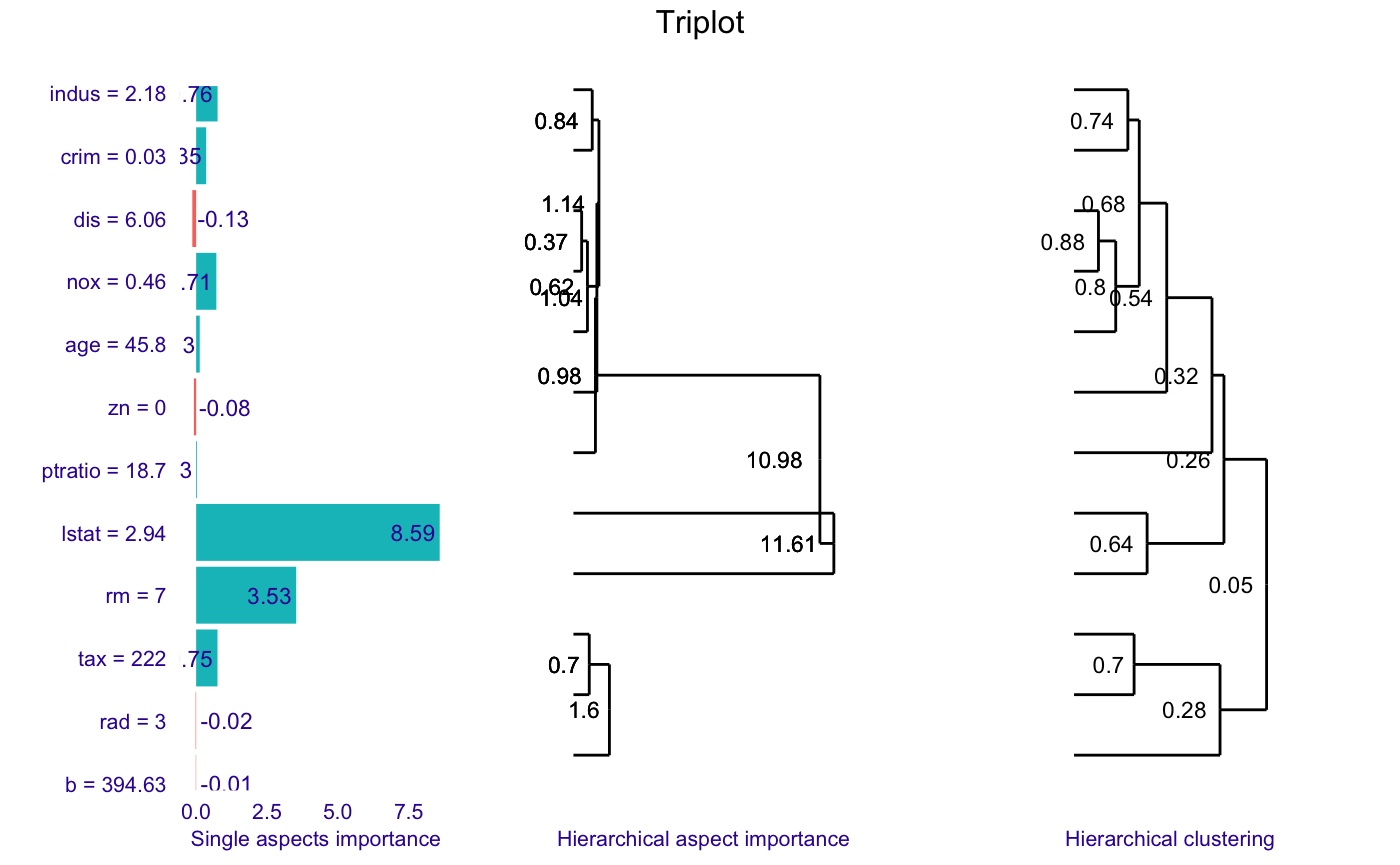 Triplot
indus = 2.18
.76
crim = 0.03
35
dis = 6.06
-0.13
nox = 0.46
.71
age = 45.8
3
zn = 0
-0.08
ptratio = 18.7
3
lstat = 2.94
8.59
rm = 7
3.53
tax = 222
.75
rad = 3
-0.02
b = 394.63
-0.01
0.0 2.5 5.0 7.5
Single aspects importance
0.84
1.14
0.37
0.62
1.04
0.98
10.98
11.61
0.7
1.6
Hierarchical aspect importance
0.74
0.68
0.88
0.8
0.54
0.32
0.26
0.64
0.05
0.7
0.28
Hierarchical clustering